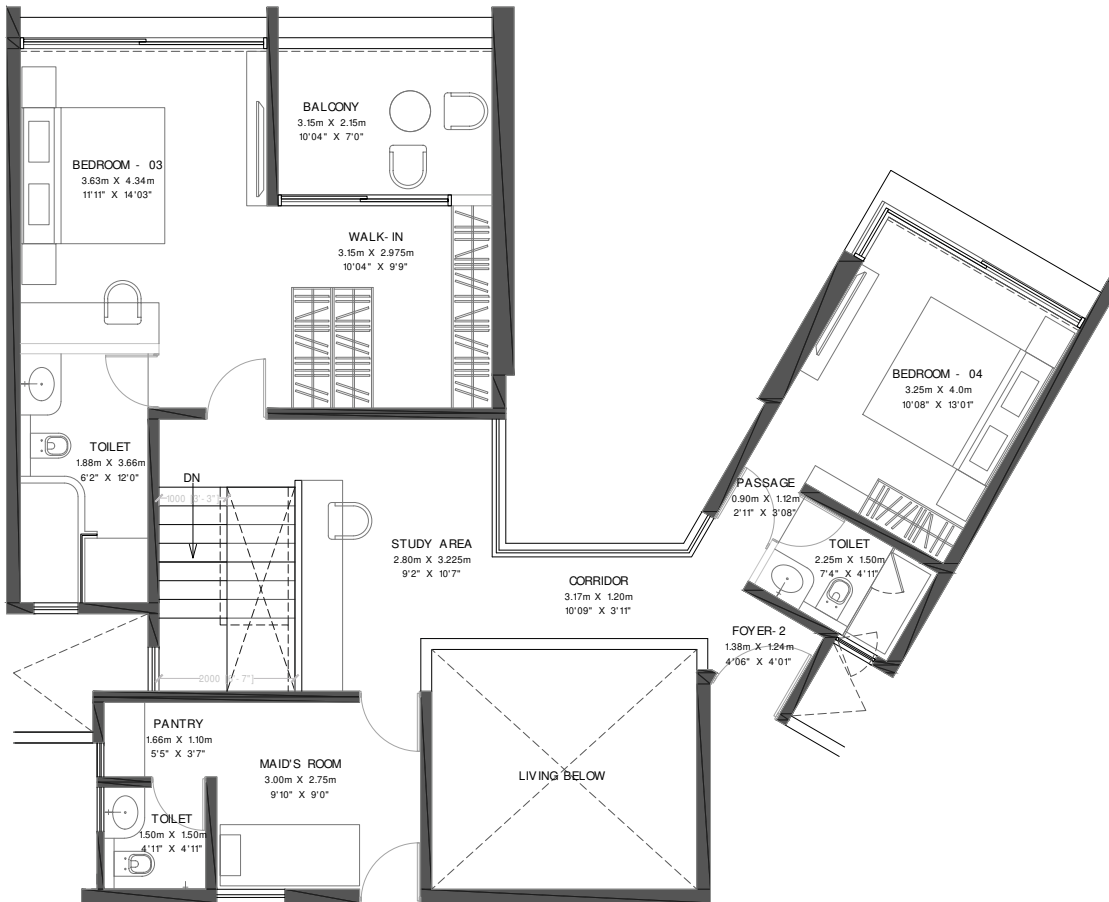 BALCONY
3.15m X 2.15m
10'04" X 7'0"
BEDROOM - 03
3.63m X 4.34m
11'11" X 14'03"
WALK-IN
3.15m X 2.975m
10'04" X 9'9"
BEDROOM - 04
3.25m X 4.0m
10'08" X 13'01"
TOILET
1.88m X 3.66m
6'2" X 12'0"
DN
1000 [3'-3"]
PASSAGE
0.90m X 1.12m
2'11" X 3'08"
STUDY AREA
2.80m X 3.225m
9'2" X 10'7"
TOILET
2.25m X 1.50m
7'4" X 4'11"
CORRIDOR
3.17m X 1.20m
10'09" X 3'11"
FOYER-2
1.38m X 1.24m
4'06" X 4'01"
PANTRY
1.66m X 1.10m
5'5" X 3'7"
MAID'S ROOM
3.00m X 2.75m
9'10" X 9'0"
LIVING BELOW
TOILET
1.50m X 1.50m
4'11" X 4'11"